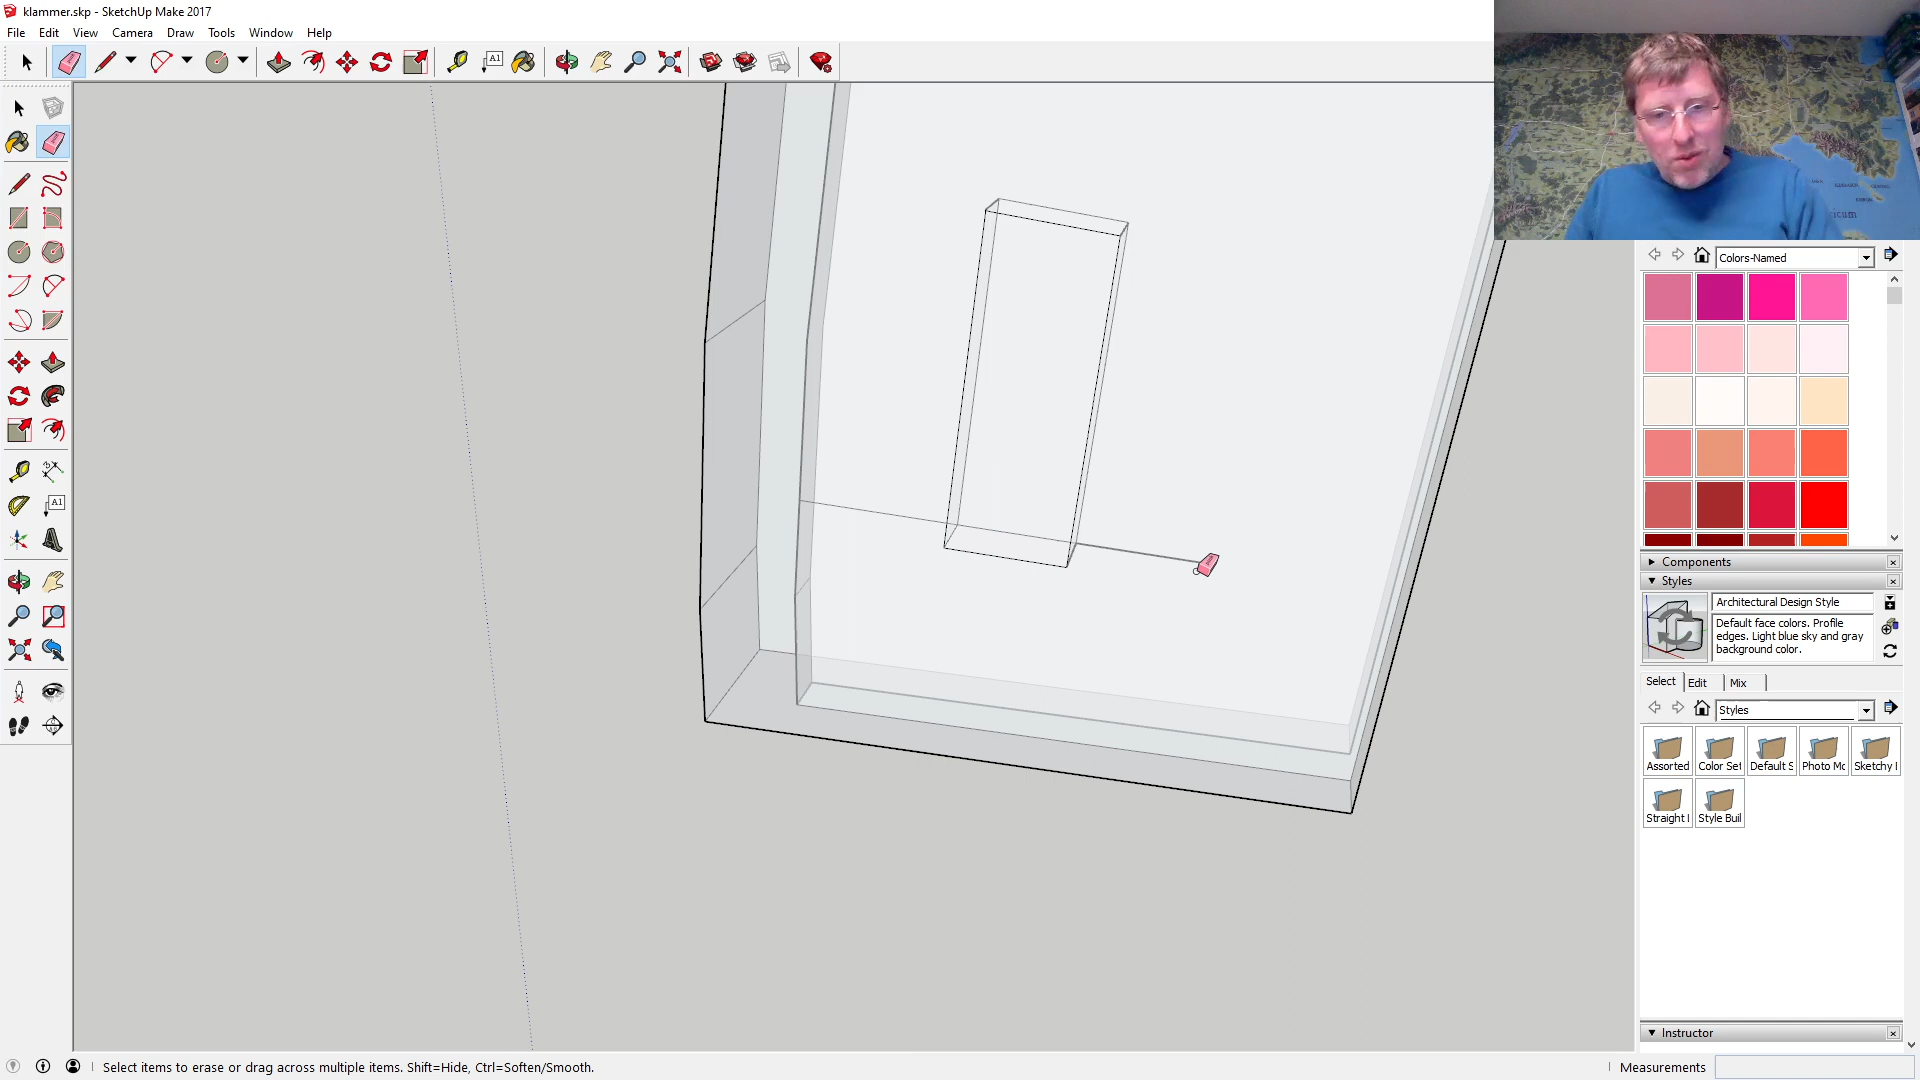 klammer.skp - SketchUp Make 2017
File Edit View Camera Draw Tools Window Help
A1
Colors-Named
A1
Components
Styles
Architectural Design Style
Default face colors. Profile
edges. Light blue sky and gray
background color.
Select Edit Mix
Styles
Assorted Color Set Default S Photo Mo Sketchy I
Straight I Style Buil
Instructor
Select items to erase or drag across multiple items. Shift=Hide, Ctrl=Soften/Smooth.
Measurements